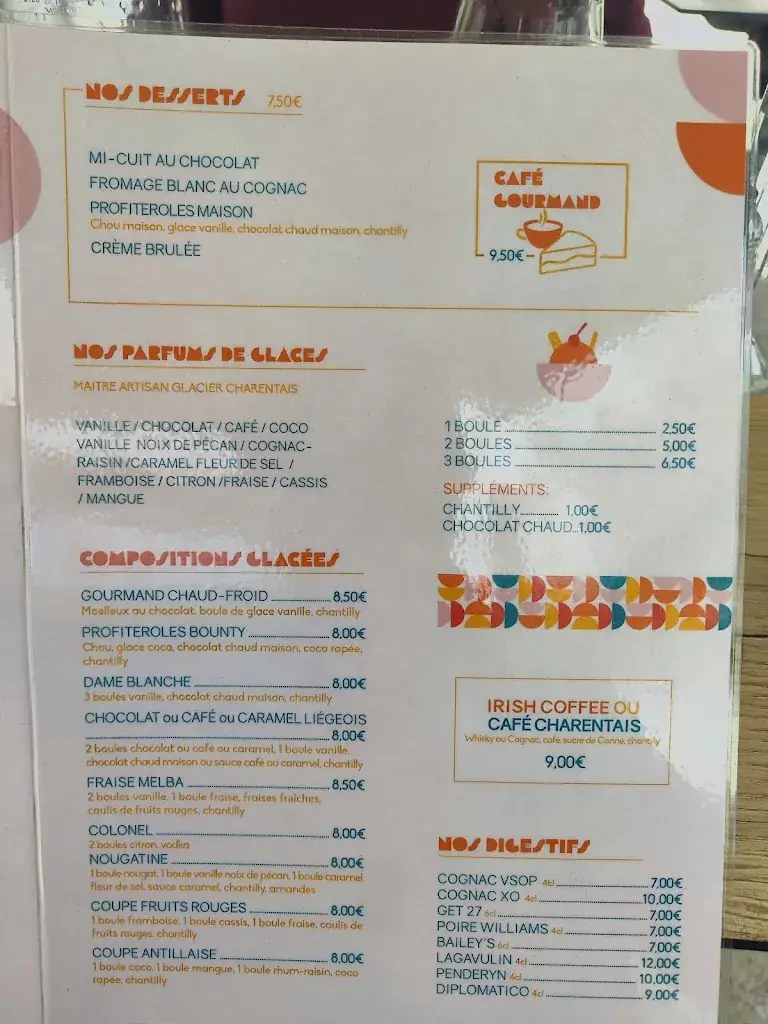 NOS DESSERTS 7,50€
MI-CUIT AU CHOCOLAT
FROMAGE BLANC AU COGNAC
PROFITEROLES MAISON
Chou maison, glace vanille, chocolat chaud maison, chantilly
CRÈME BRULÉE
CAFÉ
GOURMAND
9,50€
NOS PARFUMS DE GLACES
MAITRE ARTISAN GLACIER CHARENTAIS
VANILLE / CHOCOLAT / CAFÉ / COCO
VANILLE NOIX DE PÉCAN / COGNAC-
RAISIN /CARAMEL FLEUR DE SEL /
FRAMBOISE / CITRON /FRAISE / CASSIS
/ MANGUE
1 BOULE 2,50€
2 BOULES 5,00€
3 BOULES 6,50€
SUPPLÉMENTS:
CHANTILLY 1,00€
CHOCOLAT CHAUD..1,00€
COMPOSITIONS GLACÉES
GOURMAND CHAUD-FROID 8,50€
Moelleux au chocolat, boule de glace vanille, chantilly
PROFITEROLES BOUNTY 8,00€
Chou, glace coco, chocolat chaud maison, coco rapée,
chantilly
DAME BLANCHE 8,00€
3 boules vanille, chocolat chaud maison, chantilly
CHOCOLAT ou CAFÉ ou CARAMEL LIÉGEOIS
8,00€
2 boules chocolat ou café ou caramel, 1 boule vanille,
chocolat chaud maison ou sauce café ou caramel, chantilly
FRAISE MELBA 8,50€
2 boules vanille, 1 boule fraise, fraises fraîches,
coulis de fruits rouges, chantilly
COLONEL 8,00€
2 boules citron, vodka
NOUGATINE 8,00€
1 boule nougat, 1 boule vanille noix de pécan, 1 boule caramel
fleur de sel, sauce caramel, chantilly, amandes
COUPE FRUITS ROUGES 8,00€
1 boule framboise, 1 boule cassis, 1 boule fraise, coulis de
fruits rouges, chantilly
COUPE ANTILLAISE 8,00€
1 boule coco, 1 boule mangue, 1 boule rhum-raisin, coco
rapée, chantilly
IRISH COFFEE OU
CAFÉ CHARENTAIS
Whisky ou Cognac, café, sucre de Canne, chantilly
9,00€
NOS DIGESTIFS
COGNAC VSOP 4cl 7,00€
COGNAC XO 4cl 10,00€
GET 27 6cl 7,00€
POIRE WILLIAMS 4cl 7,00€
BAILEY'S 6cl 7,00€
LAGAVULIN 4cl 12,00€
PENDERYN 4cl 10,00€
DIPLOMATICO 4cl 9,00€